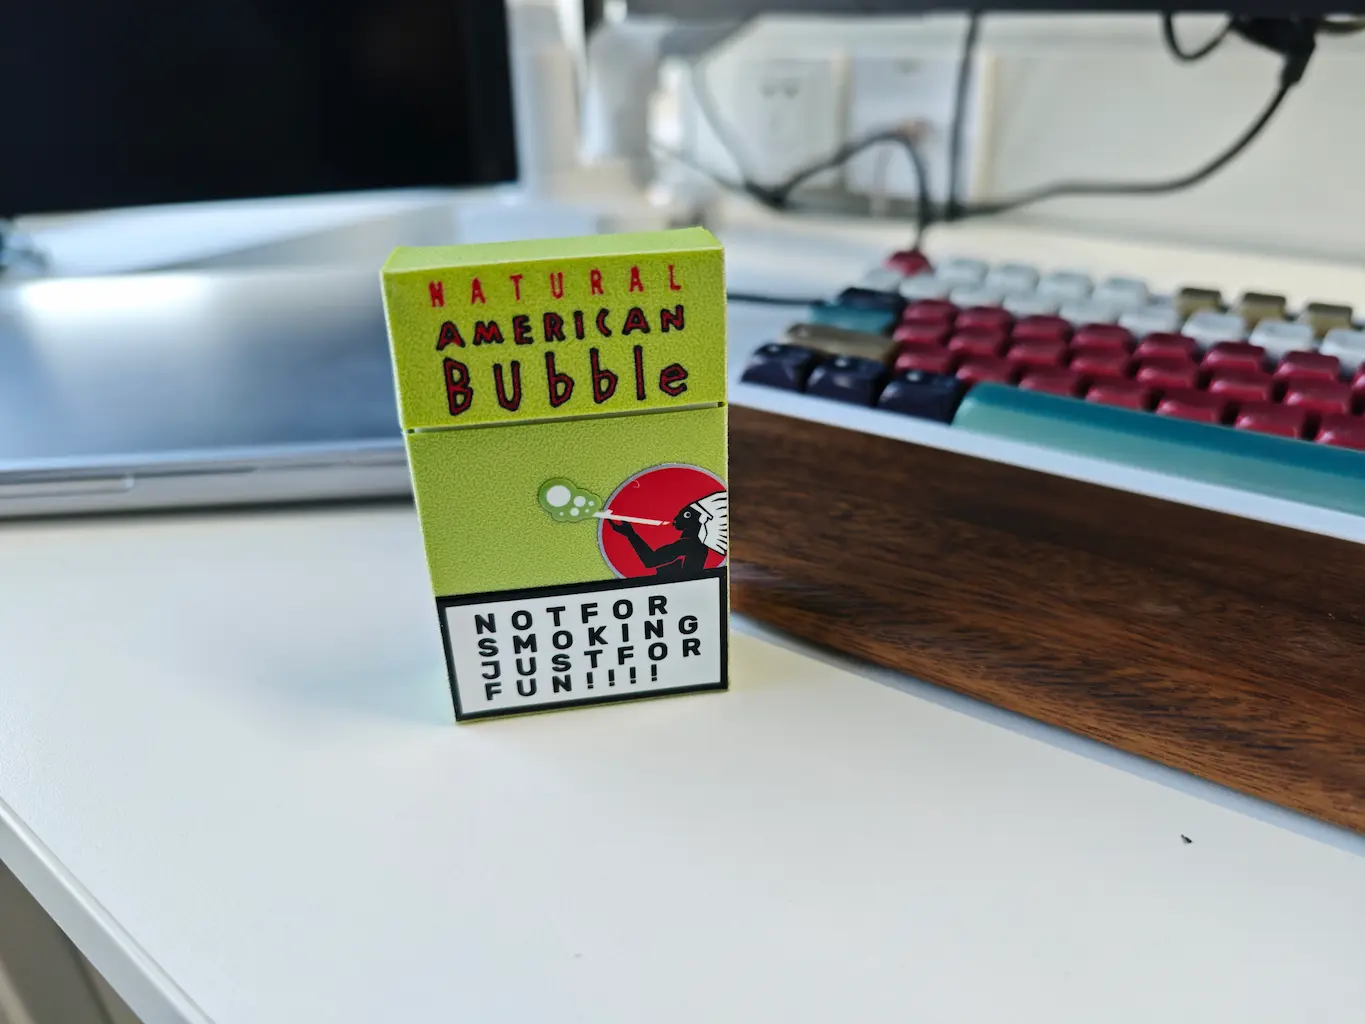 NATURAL
AMERICAN
BUbble
NOTFOR
SMOKING
JUSTFOR
FUN!!!!